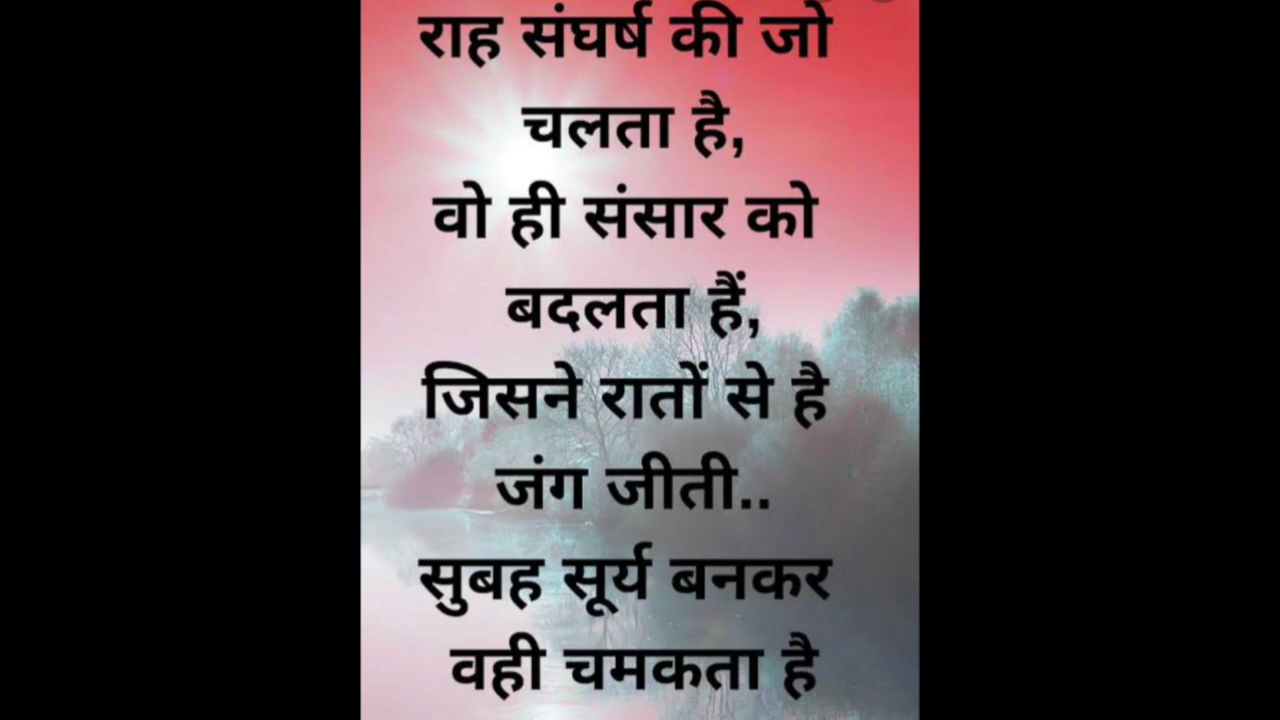 राह संघर्ष की जो
चलता है,
वो ही संसार को
बदलता हैं,
जिसने रातों से है
जंग जीती..
सुबह सूर्य बनकर
वही चमकता है